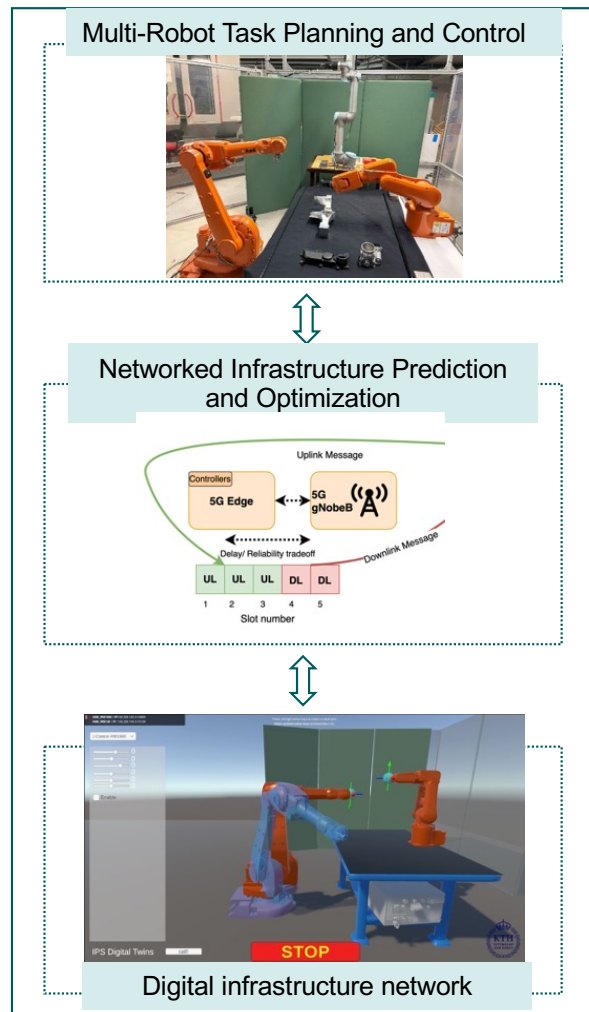 Multi-Robot Task Planning and Control
Networked Infrastructure Prediction
and Optimization
Uplink Message
Controllers
5G Edge
5G
gNobeB
Delay/ Reliability tradeoff
Downlink Message
UL UL UL DL DL
1 2 3 4 5
Slot number
Enable
IPS Digital Twins
STOP
KTH
Digital infrastructure network